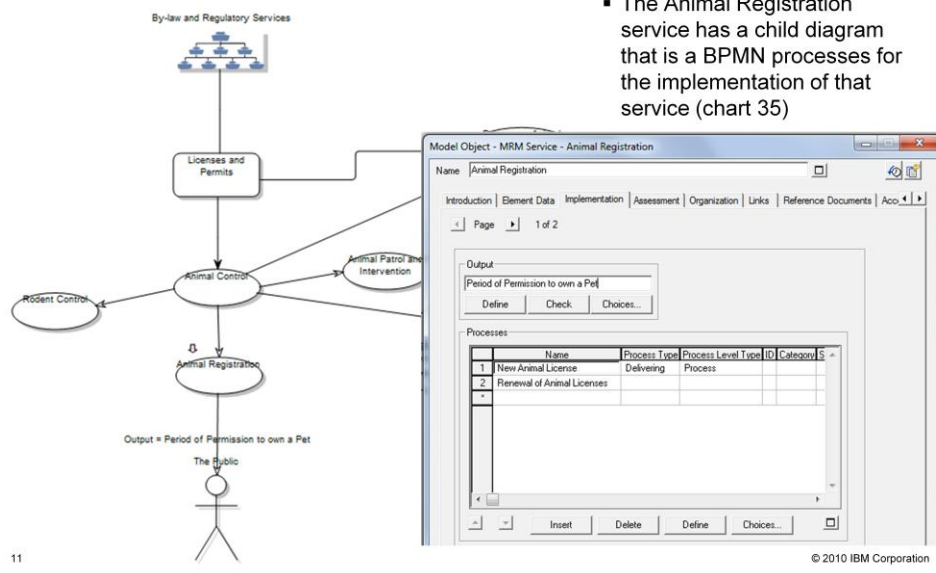 By-law and Regulatory Services
▪ The Animal Registration
service has a child diagram
that is a BPMN processes for
the implementation of that
service (chart 35)
Licenses and
Permits
Animal Control
Animal Patrol and
Intervention
Rodent Control
Animal Registration
Output = Period of Permission to own a Pet
The Public
Model Object - MRM Service - Animal Registration
Name Animal Registration
Introduction Element Data Implementation Assessment Organization Links Reference Documents
Page 1 of 2
Output
Period of Permission to own a Pet
Define Check Choices...
Processes
Name Process Type Process Level Type ID Category S
1 New Animal License Delivering Process
2 Renewal of Animal Licenses
*
Insert Delete Define Choices...
11
© 2010 IBM Corporation